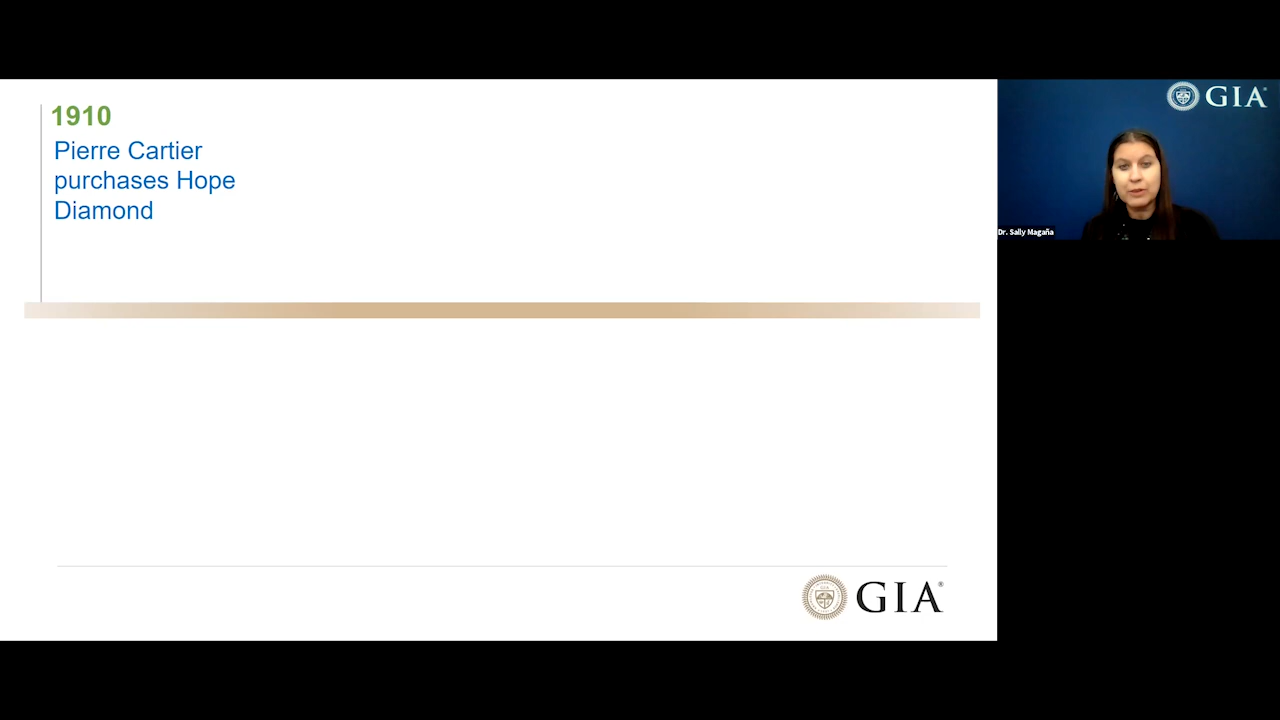 1910
Pierre Cartier
purchases Hope
Diamond
GIA®
GIA®
Dr. Sally Magaña